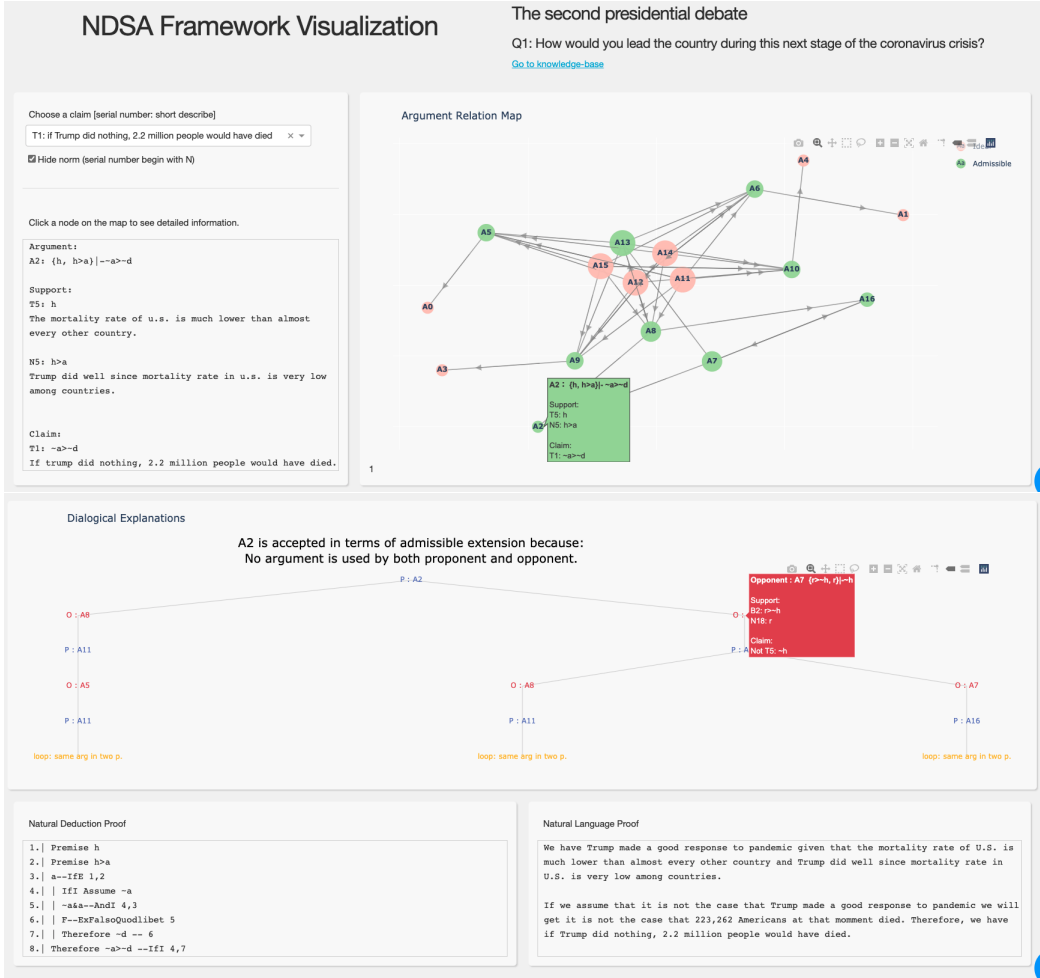 NDSA Framework Visualization
The second presidential debate
Q1: How would you lead the country during this next stage of the coronavirus crisis?
Go to knowledge-base
Choose a claim [serial number: short describe]
T1: if Trump did nothing, 2.2 million people would have died
Hide norm (serial number begin with N)
Click a node on the map to see detailed information.
Argument:
A2: {h, h>a}|-~a>~d
Support:
T5: h
The mortality rate of u.s. is much lower than almost
every other country.
N5: h>a
Trump did well since mortality rate in u.s. is very low
among countries.
Claim:
T1: ~a>~d
If trump did nothing, 2.2 million people would have died.
Argument Relation Map
Admissible
A4
A6
A1
A5
A13
A14
A15
A12
A11
A10
A16
A0
A8
A9
A7
A3
A2
A2 : {h, h>a}|- ~a>~d
Support:
T5: h
N5: h>a
Claim:
T1: ~a>~d
1
Dialogical Explanations
A2 is accepted in terms of admissible extension because:
No argument is used by both proponent and opponent.
P : A2
O : A8
O :
Opponent : A7 {r>~h, r}|~h
Support:
B2: r>~h
N18: r
Claim:
Not T5: ~h
P : A11
P : A
O : A5
O : A8
O : A7
P : A11
P : A11
P : A16
loop: same arg in two p.
loop: same arg in two p.
loop: same arg in two p.
Natural Deduction Proof
1.| Premise h
2.| Premise h>a
3.| a--IfE 1,2
4.| | IfI Assume ~a
5.| | ~a&a--AndI 4,3
6.| | F--ExFalsoQuodlibet 5
7.| | Therefore ~d -- 6
8.| Therefore ~a>~d --IfI 4,7
Natural Language Proof
We have Trump made a good response to pandemic given that the mortality rate of U.S. is
much lower than almost every other country and Trump did well since mortality rate in
U.S. is very low among countries.
If we assume that it is not the case that Trump made a good response to pandemic we will
get it is not the case that 223,262 Americans at that momment died. Therefore, we have
if Trump did nothing, 2.2 million people would have died.